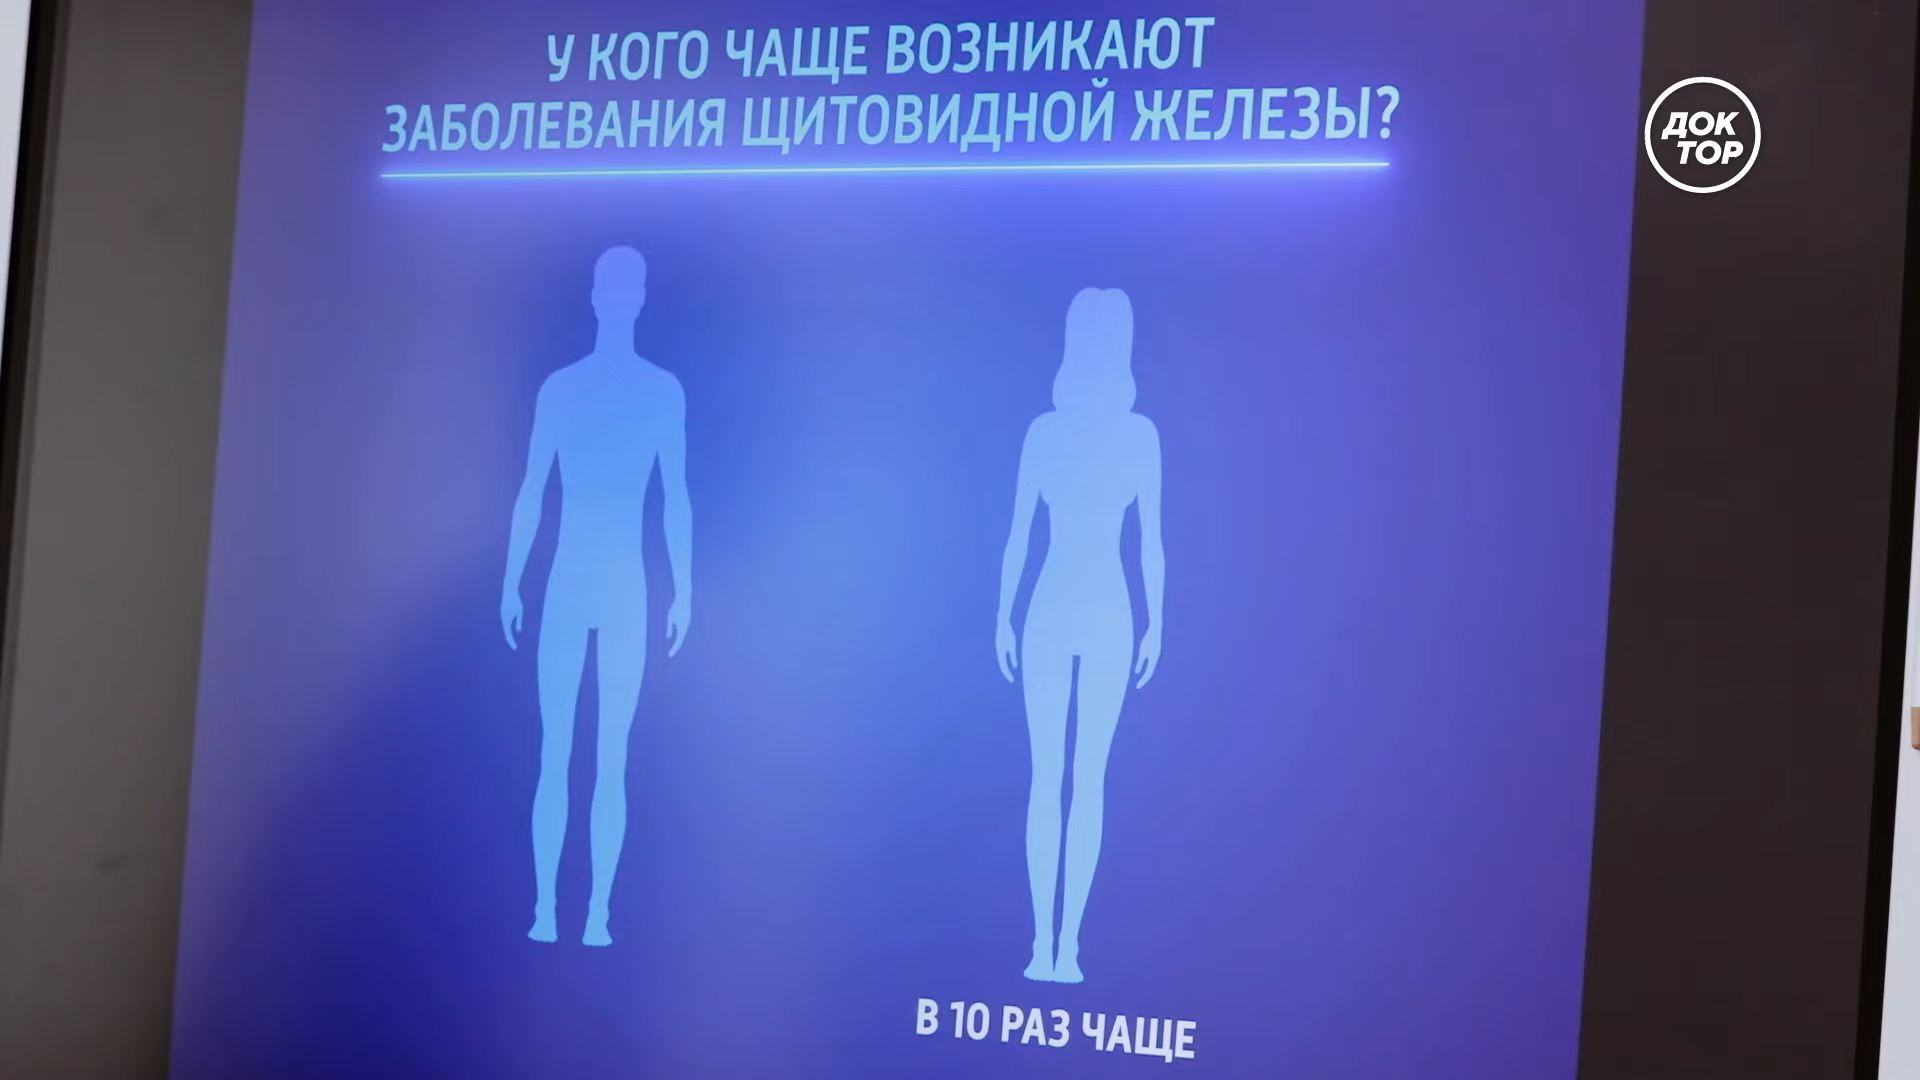 У КОГО ЧАЩЕ ВОЗНИКАЮТ
ЗАБОЛЕВАНИЯ ЩИТОВИДНОЙ ЖЕЛЕЗЫ?
ДОК
ТОР
В 10 РАЗ ЧАЩЕ